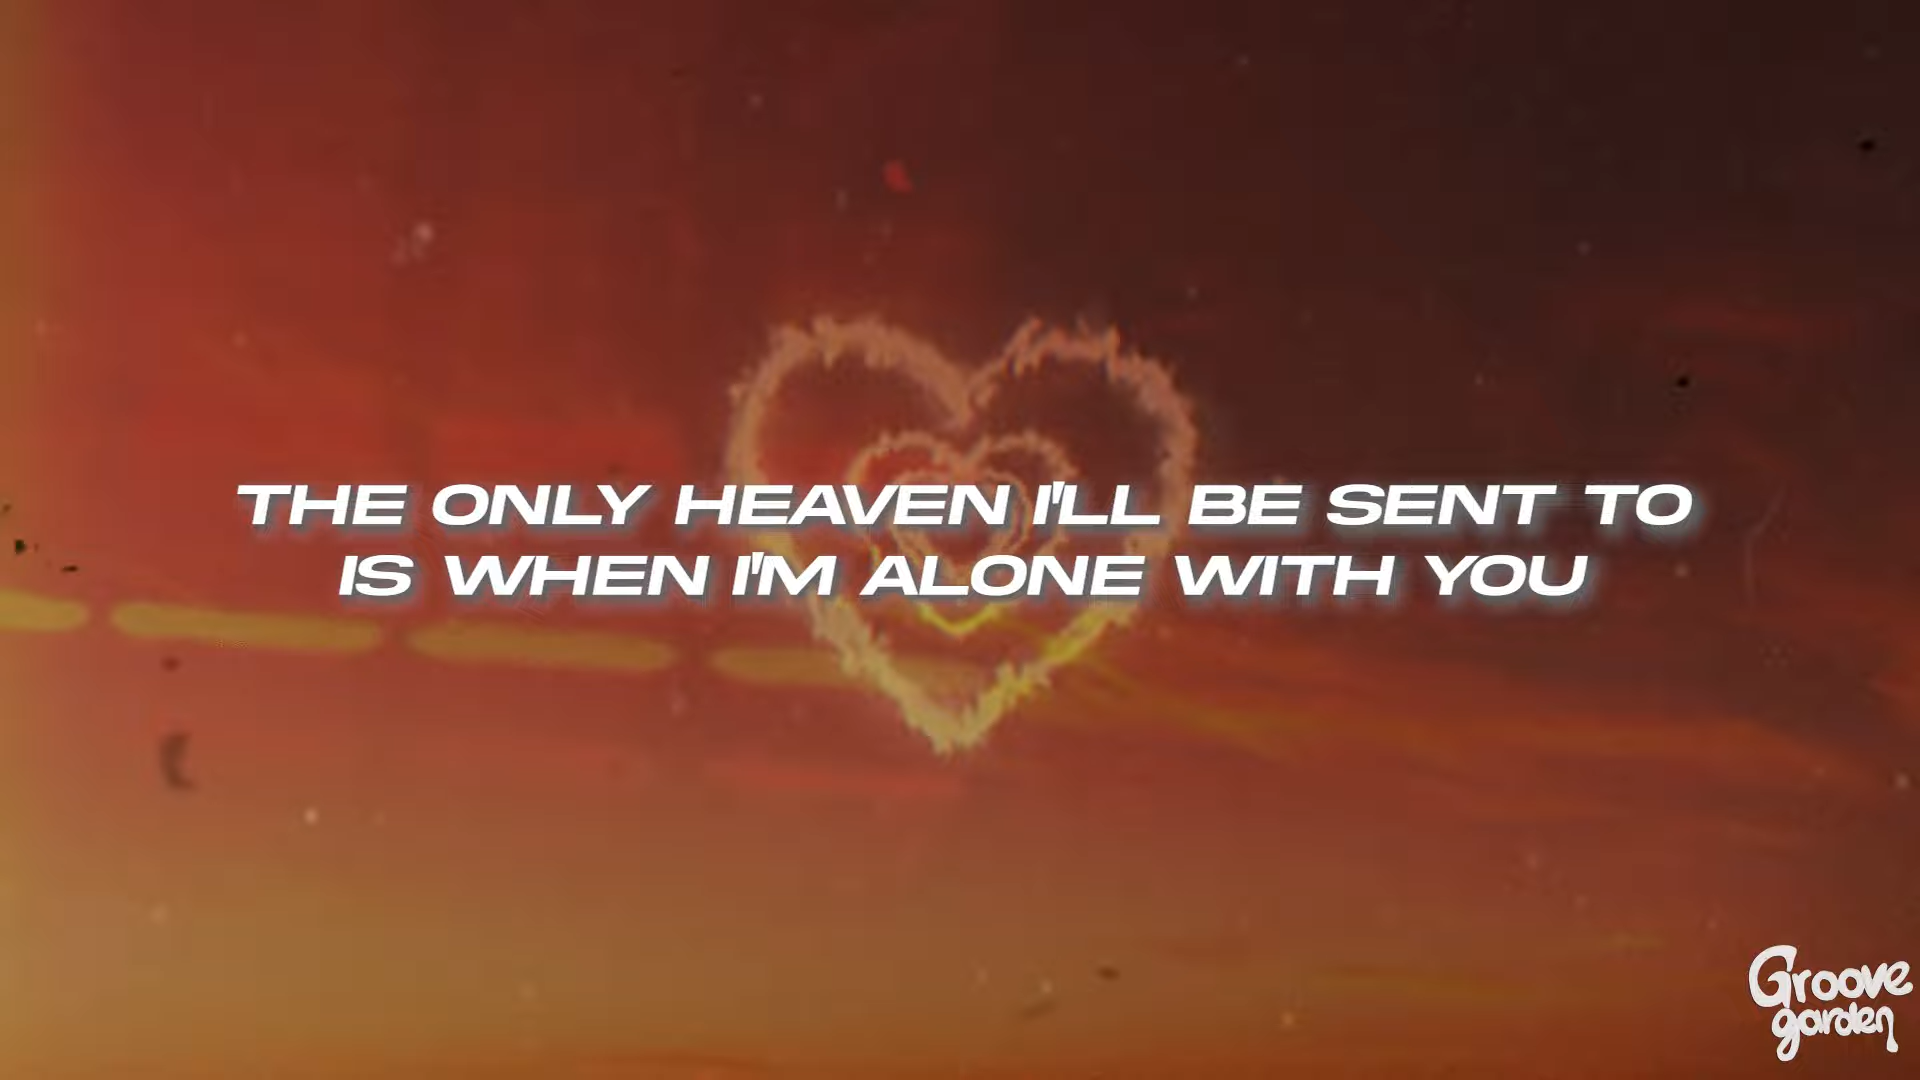 THE ONLY HEAVEN I'LL BE SENT TO
IS WHEN I'M ALONE WITH YOU
Groove
garden